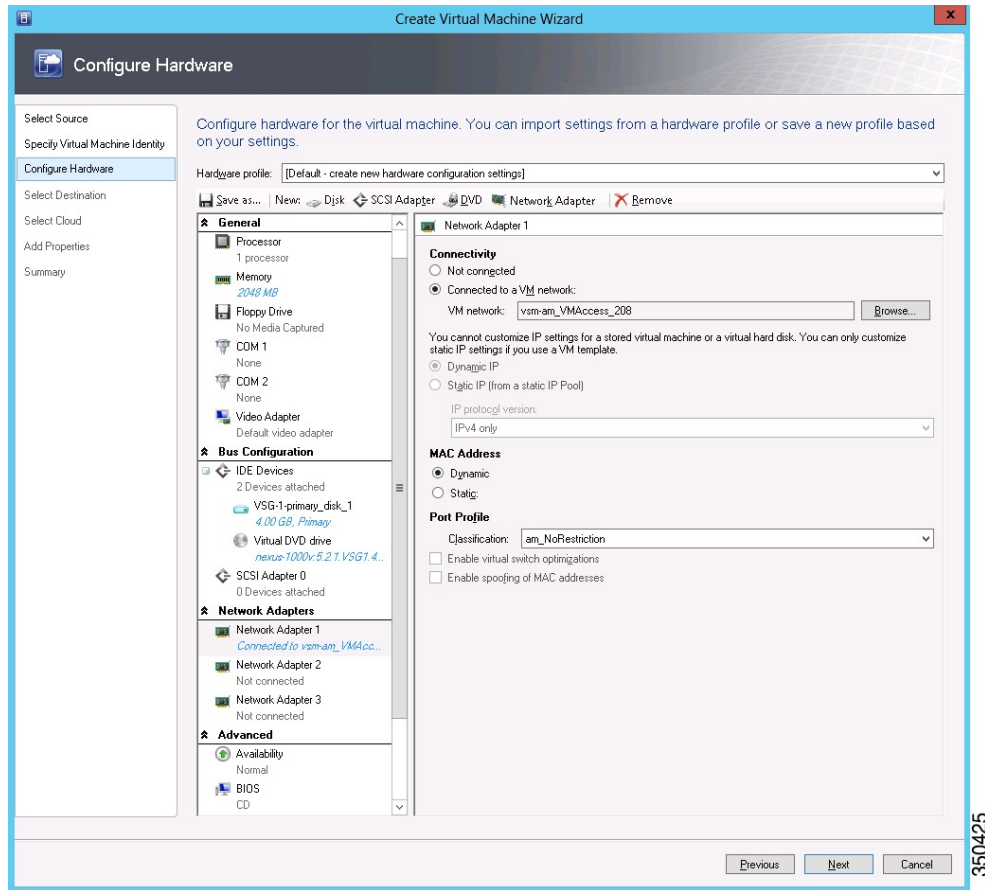 Create Virtual Machine Wizard
x
Configure Hardware
Select Source
Specify Virtual Machine Identity
Configure Hardware
Select Destination
Select Cloud
Add Properties
Summary
Configure hardware for the virtual machine. You can import settings from a hardware profile or save a new profile based
on your settings.
Hardware profile: [Default - create new hardware configuration settings]
Save as... New: Disk SCSI Adapter DVD Network Adapter Remove
General
Processor
1 processor
Memory
2048 MB
Floppy Drive
No Media Captured
COM 1
None
COM 2
None
Video Adapter
Default video adapter
Bus Configuration
IDE Devices
2 Devices attached
VSG-1-primary_disk_1
4.00 GB, Primary
Virtual DVD drive
nexus-1000v.5.2.1.VSG1.4...
SCSI Adapter 0
0 Devices attached
Network Adapters
Network Adapter 1
Connected to vsm-am_VMAcc...
Network Adapter 2
Not connected
Network Adapter 3
Not connected
Advanced
Availability
Normal
BIOS
CD
Network Adapter 1
Connectivity
Not connected
Connected to a VM network:
VM network: vsm-am_VMAccess_208 Browse...
You cannot customize IP settings for a stored virtual machine or a virtual hard disk. You can only customize
static IP settings if you use a VM template.
Dynamic IP
Static IP (from a static IP Pool)
IP protocol version:
IPv4 only
MAC Address
Dynamic
Static:
Port Profile
Classification: am_NoRestriction
Enable virtual switch optimizations
Enable spoofing of MAC addresses
Previous Next Cancel
350425